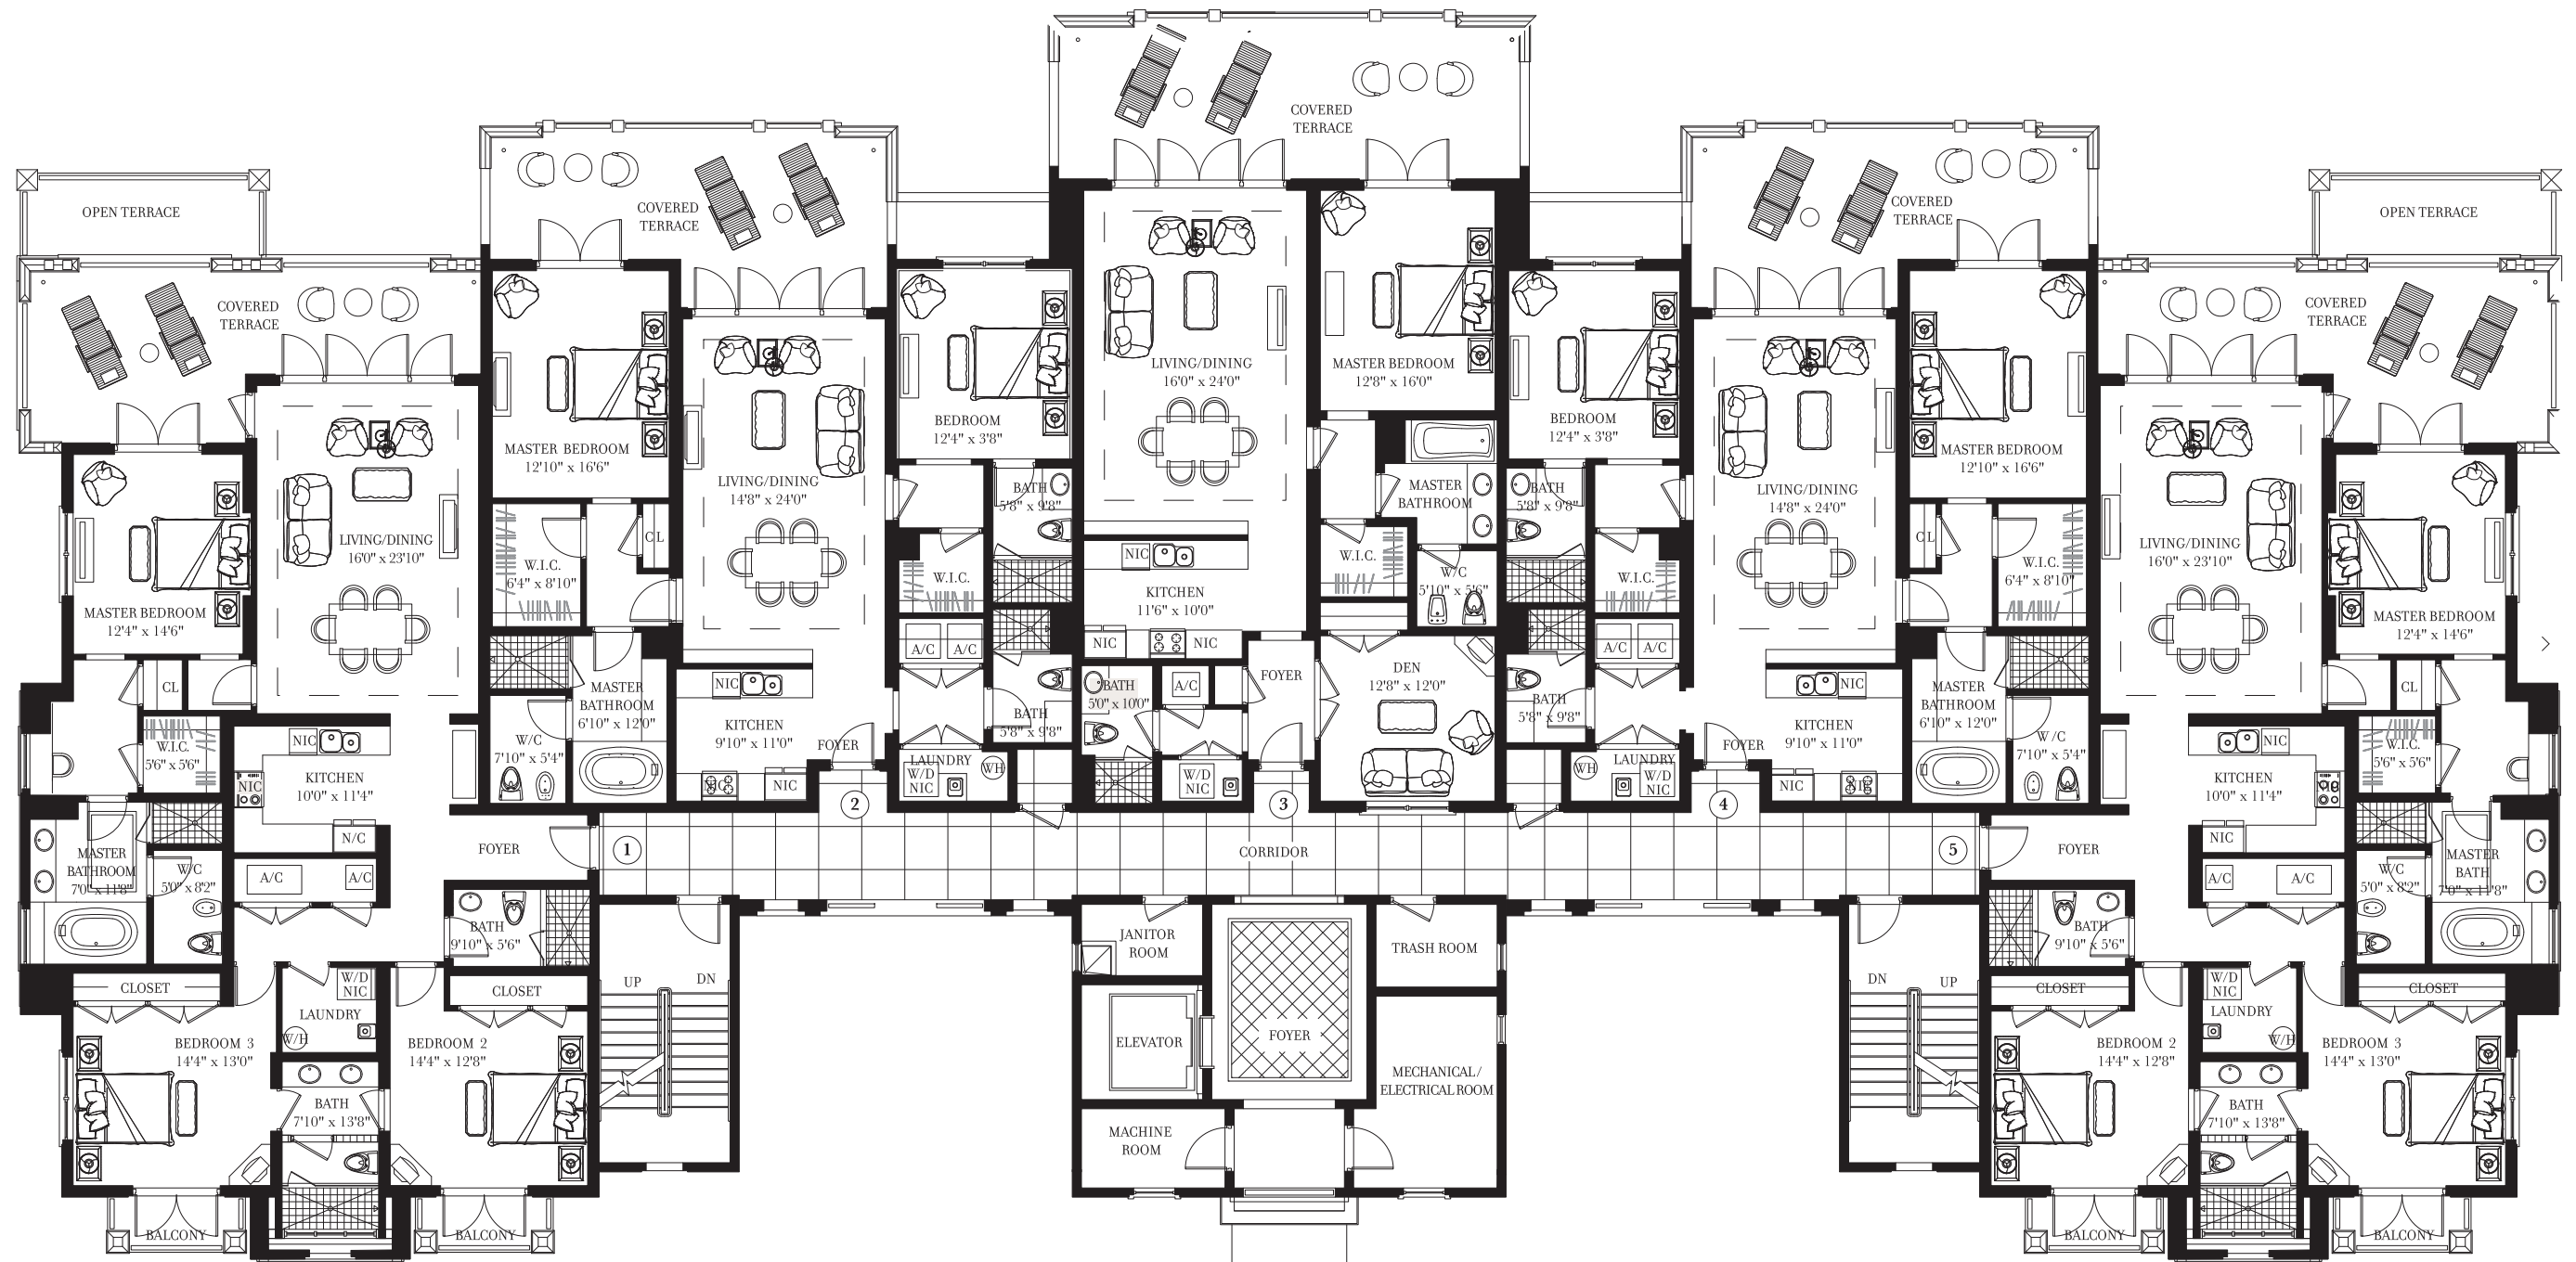 COVERED
TERRACE
OPEN TERRACE
COVERED
TERRACE
COVERED
TERRACE
OPEN TERRACE
COVERED
TERRACE
COVERED
TERRACE
LIVING/DINING
16'0" x 24'0"
MASTER BEDROOM
12'8" x 16'0"
BEDROOM
12'4" x 3'8"
BEDROOM
12'4" x 3'8"
MASTER BEDROOM
12'10" x 16'6"
MASTER BEDROOM
12'10" x 16'6"
LIVING/DINING
14'8" x 24'0"
LIVING/DINING
14'8" x 24'0"
BATH
5'8" x 9'8"
MASTER
BATHROOM
BATH
5'8" x 9'8"
LIVING/DINING
16'0" x 23'10"
CL
W.I.C.
6'4" x 8'10"
NIC
W.I.C.
CL
W.I.C.
6'4" x 8'10"
LIVING/DINING
16'0" x 23'10"
W.I.C.
W/C
5'10" x 5'6"
W.I.C.
KITCHEN
11'6" x 10'0"
MASTER BEDROOM
12'4" x 14'6"
MASTER BEDROOM
12'4" x 14'6"
A/C
A/C
NIC
NIC
A/C
A/C
CL
MASTER
BATHROOM
6'10" x 12'0"
NIC
BATH
5'0" x 10'0"
A/C
FOYER
DEN
12'8" x 12'0"
NIC
MASTER
BATHROOM
6'10" x 12'0"
CL
KITCHEN
9'10" x 11'0"
BATH
5'8" x 9'8"
BATH
5'8" x 9'8"
KITCHEN
9'10" x 11'0"
NIC
W.I.C.
5'6" x 5'6"
W/C
7'10" x 5'4"
FOYER
FOYER
W/C
7'10" x 5'4"
NIC
W.I.C.
5'6" x 5'6"
LAUNDRY
WH
W/D
NIC
W/D
NIC
WH
LAUNDRY
W/D
NIC
KITCHEN
10'0" x 11'4"
NIC
NIC
NIC
NIC
NIC
KITCHEN
10'0" x 11'4"
NIC
2
3
4
N/C
NIC
MASTER
BATHROOM
7'0" x 11'8"
FOYER
1
CORRIDOR
5
FOYER
MASTER
BATH
7'0" x 11'8"
W/C
5'0" x 8'2"
A/C
A/C
A/C
A/C
W/C
5'0" x 8'2"
BATH
9'10" x 5'6"
JANITOR
ROOM
TRASH ROOM
BATH
9'10" x 5'6"
CLOSET
W/D
NIC
CLOSET
UP
DN
DN
UP
CLOSET
W/D
NIC
CLOSET
LAUNDRY
W/H
LAUNDRY
W/H
BEDROOM 3
14'4" x 13'0"
BEDROOM 2
14'4" x 12'8"
ELEVATOR
FOYER
BEDROOM 2
14'4" x 12'8"
BEDROOM 3
14'4" x 13'0"
MECHANICAL/
ELECTRICAL ROOM
BATH
7'10" x 13'8"
BATH
7'10" x 13'8"
MACHINE
ROOM
BALCONY
BALCONY
BALCONY
BALCONY